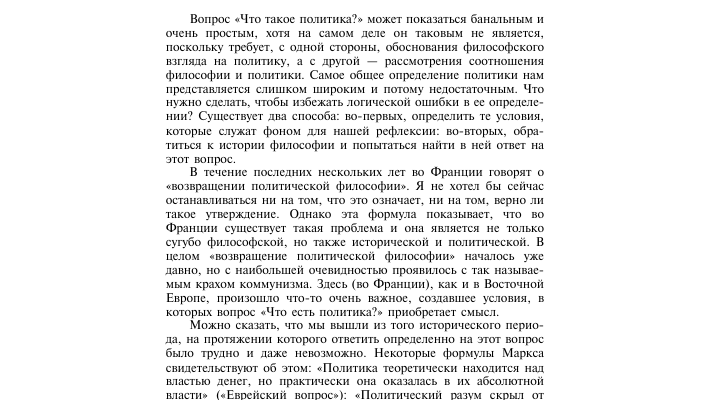 Вопрос «Что такое политика?» может показаться банальным и
очень простым, хотя на самом деле он таковым не является,
поскольку требует, с одной стороны, обоснования философского
взгляда на политику, а с другой — рассмотрения соотношения
философии и политики. Самое общее определение политики нам
представляется слишком широким и потому недостаточным. Что
нужно сделать, чтобы избежать логической ошибки в ее определе-
нии? Существует два способа: во-первых, определить те условия,
которые служат фоном для нашей рефлексии: во-вторых, обра-
титься к истории философии и попытаться найти в ней ответ на
этот вопрос.
В течение последних нескольких лет во Франции говорят о
«возвращении политической философии». Я не хотел бы сейчас
останавливаться ни на том, что это означает, ни на том, верно ли
такое утверждение. Однако эта формула показывает, что во
Франции существует такая проблема и она является не только
сугубо философской, но также исторической и политической. В
целом «возвращение политической философии» началось уже
давно, но с наибольшей очевидностью проявилось с так называе-
мым крахом коммунизма. Здесь (во Франции), как и в Восточной
Европе, произошло что-то очень важное, создавшее условия, в
которых вопрос «Что есть политика?» приобретает смысл.
Можно сказать, что мы вышли из того исторического перио-
да, на протяжении которого ответить определенно на этот вопрос
было трудно и даже невозможно. Некоторые формулы Маркса
свидетельствуют об этом: «Политика теоретически находится над
властью денег, но практически она оказалась в их абсолютной
власти» («Еврейский вопрос»): «Политический разум скрыл от